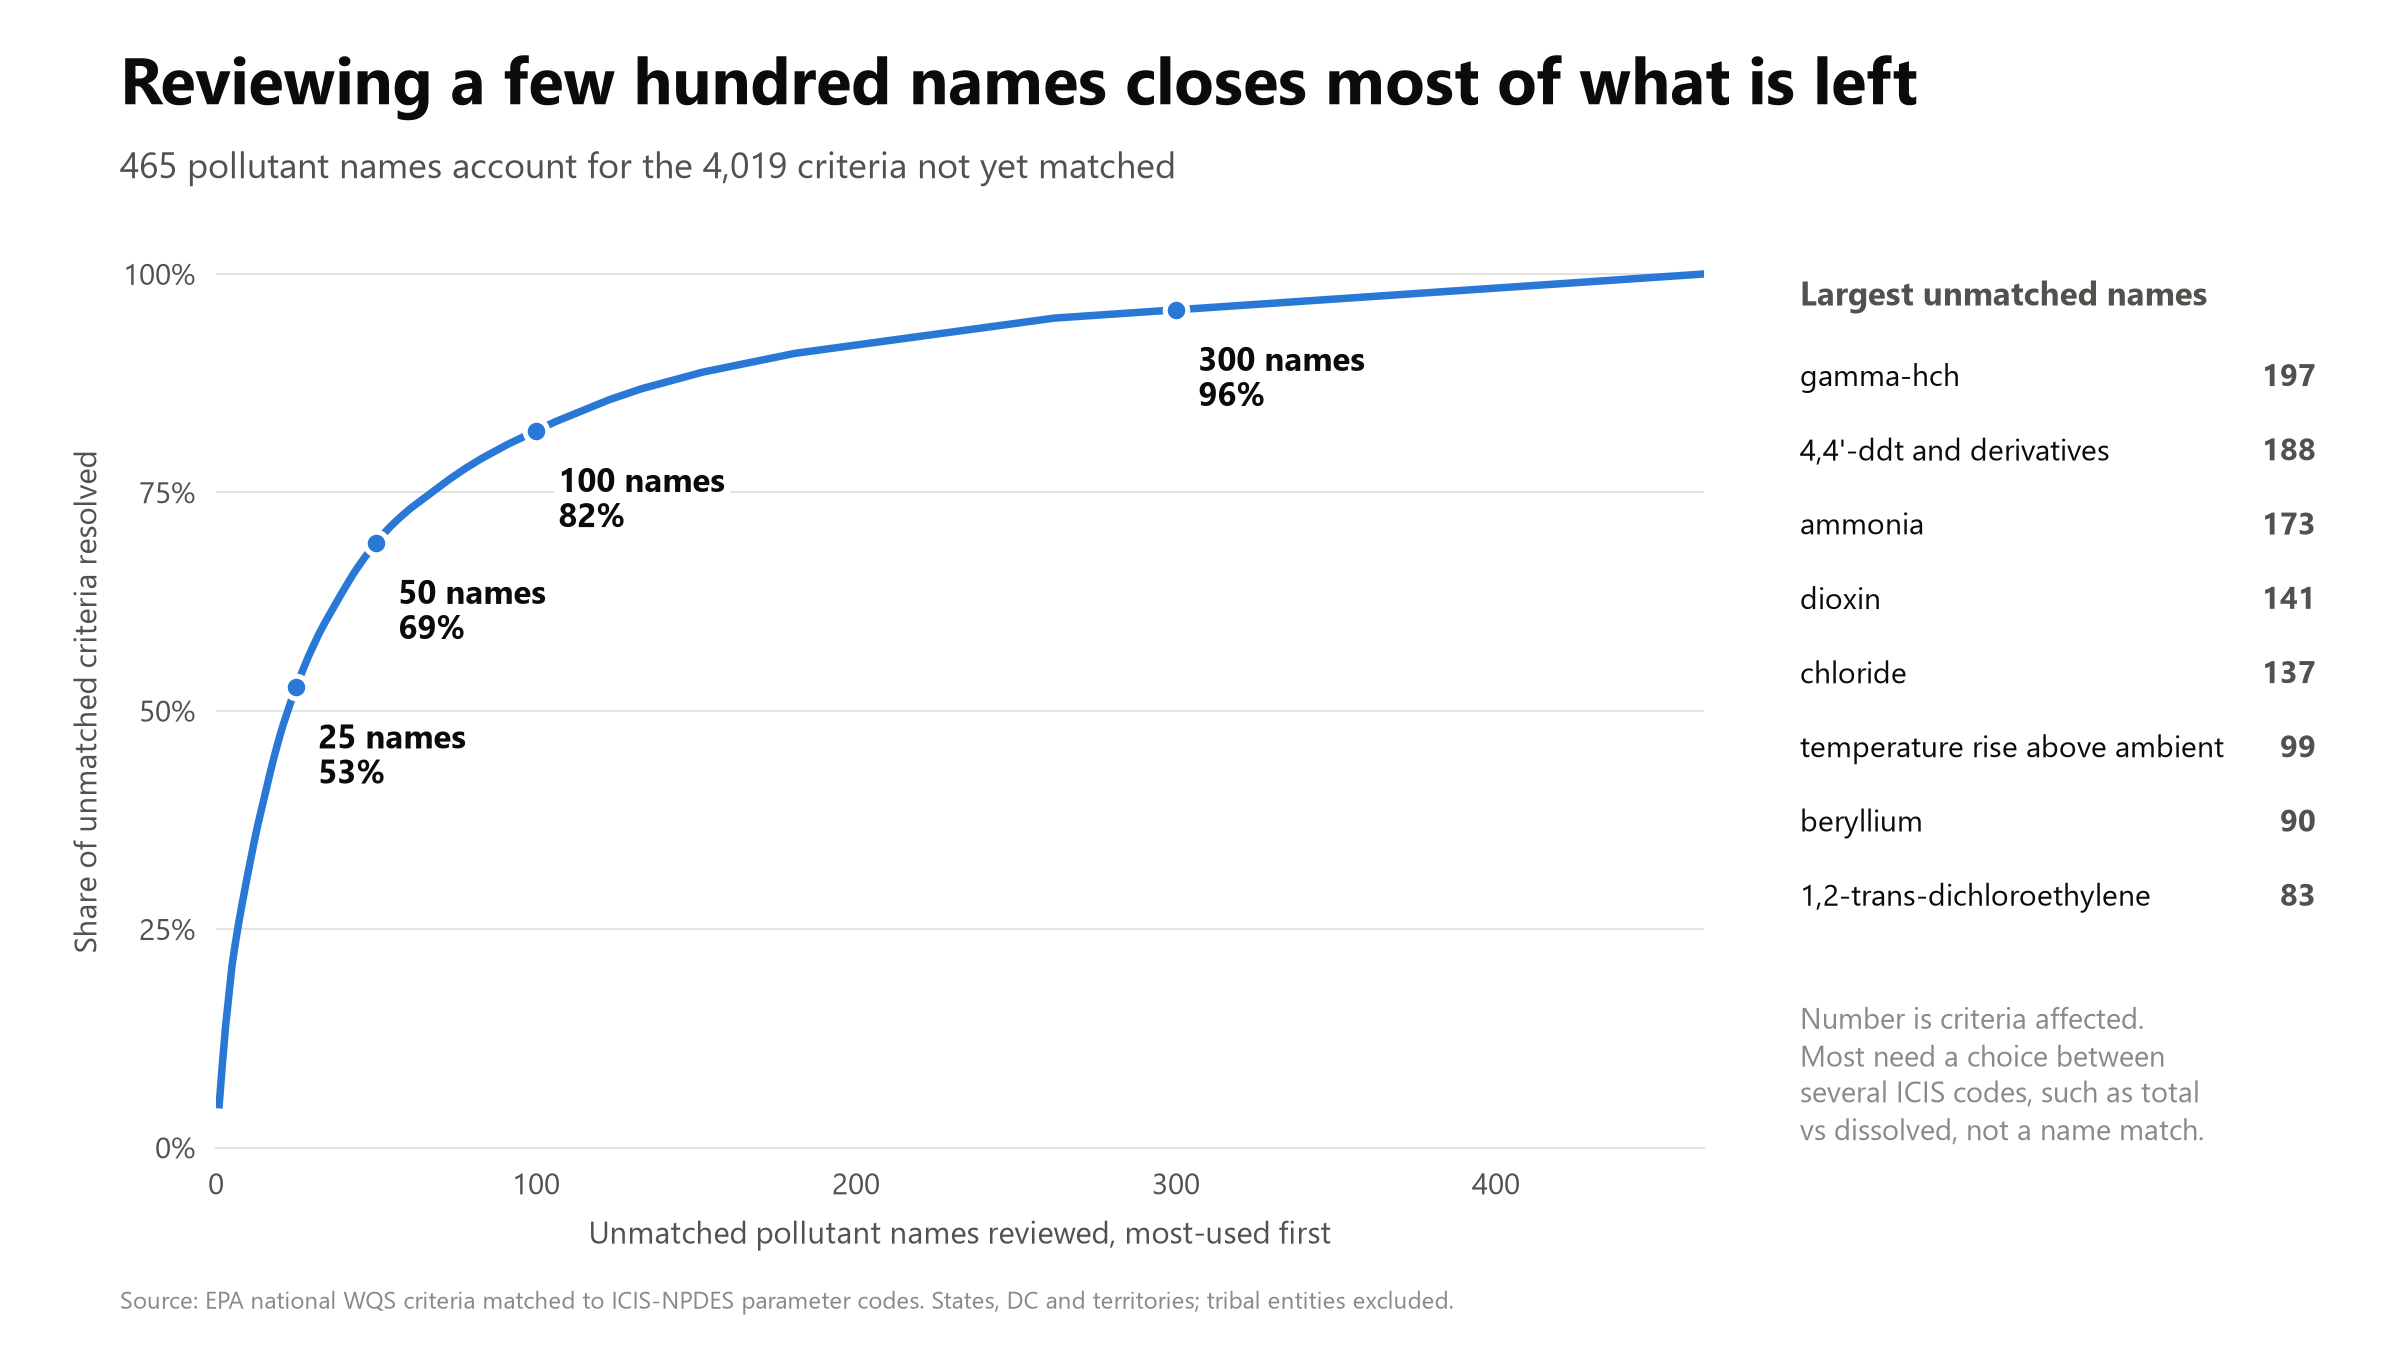 Reviewing a few hundred names closes most of what is left
465 pollutant names account for the 4,019 criteria not yet matched
Share of unmatched criteria resolved
100%
75%
50%
25%
0%
300 names
96%
100 names
82%
50 names
69%
25 names
53%
0 100 200 300 400
Unmatched pollutant names reviewed, most-used first
Largest unmatched names
gamma-hch 197
4,4'-ddt and derivatives 188
ammonia 173
dioxin 141
chloride 137
temperature rise above ambient 99
beryllium 90
1,2-trans-dichloroethylene 83
Number is criteria affected.
Most need a choice between
several ICIS codes, such as total
vs dissolved, not a name match.
Source: EPA national WQS criteria matched to ICIS-NPDES parameter codes. States, DC and territories; tribal entities excluded.